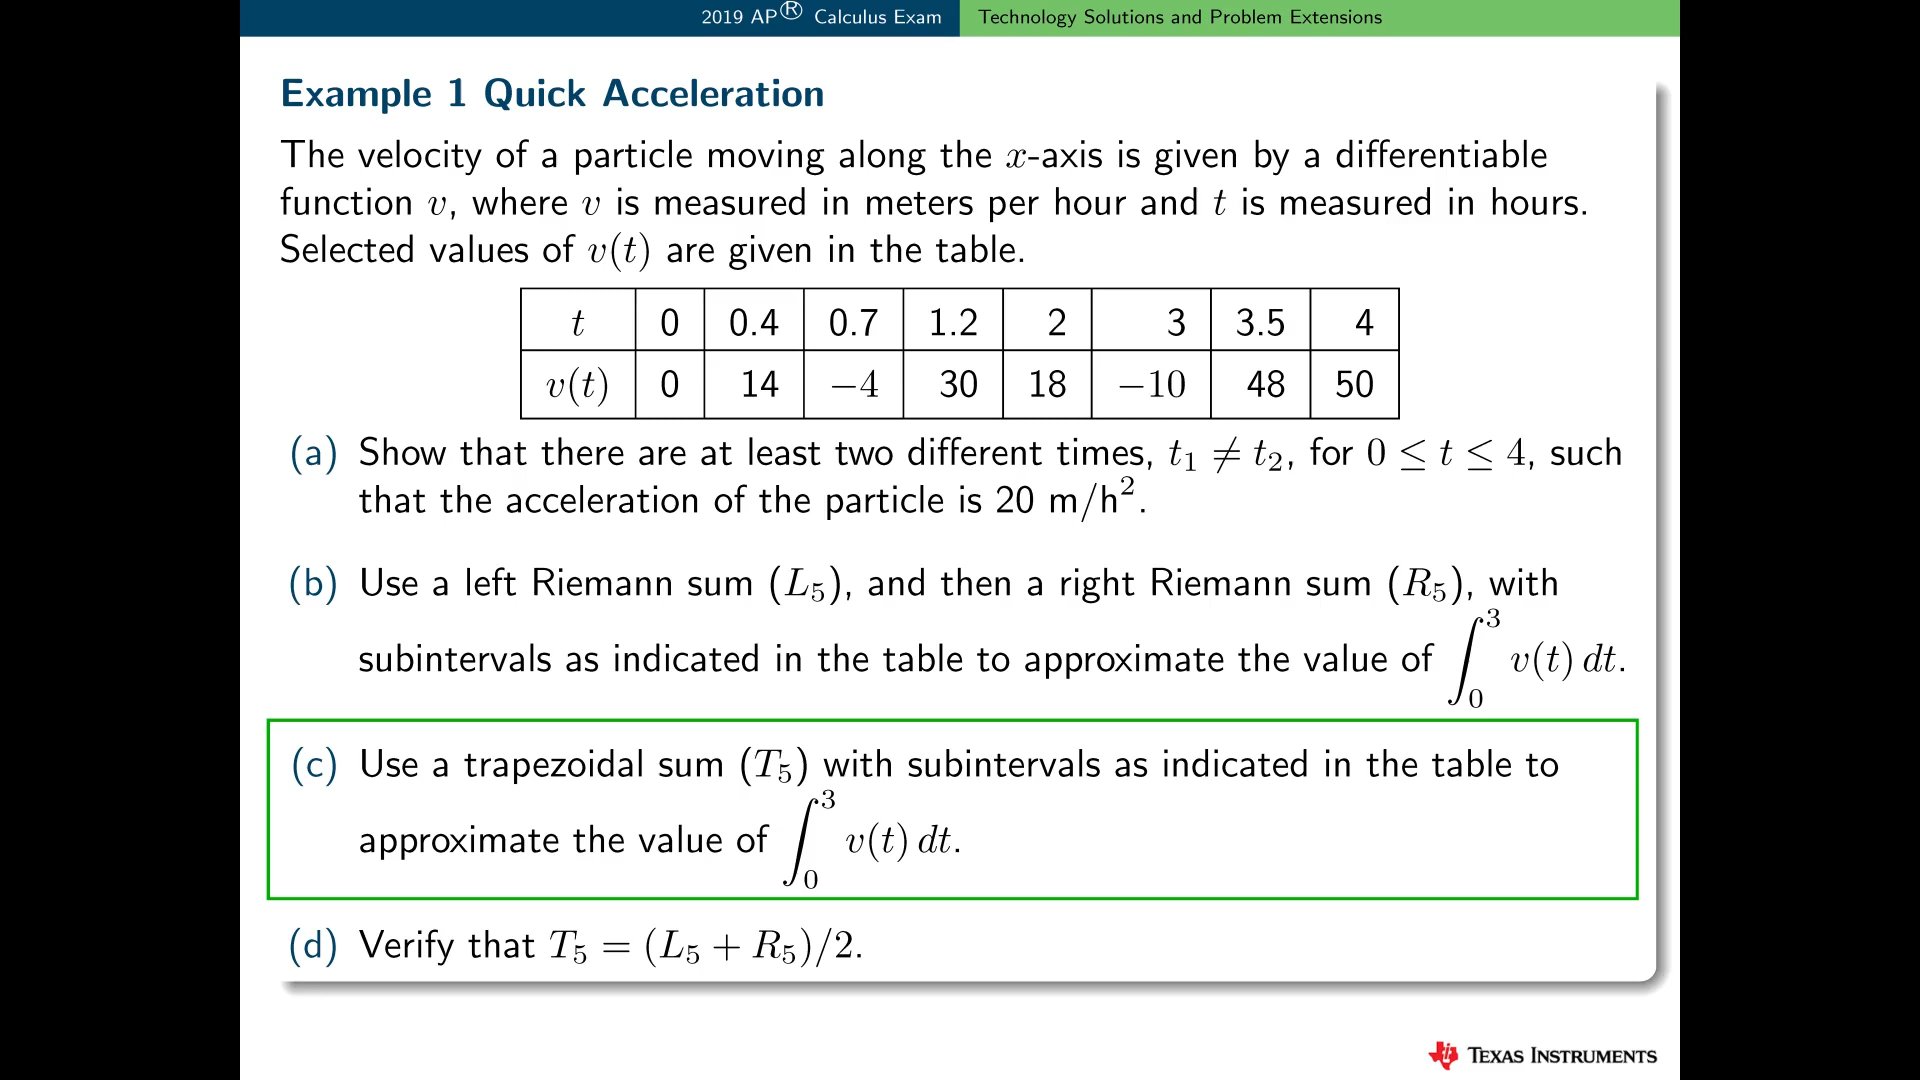 2019 AP® Calculus Exam Technology Solutions and Problem Extensions
Example 1 Quick Acceleration
The velocity of a particle moving along the x-axis is given by a differentiable
function v, where v is measured in meters per hour and t is measured in hours.
Selected values of v(t) are given in the table.
t 0 0.4 0.7 1.2 2 3 3.5 4
v(t) 0 14 −4 30 18 −10 48 50
(a) Show that there are at least two different times, t₁ ≠ t₂, for 0 ≤ t ≤ 4, such
that the acceleration of the particle is 20 m/h².
(b) Use a left Riemann sum (L₅), and then a right Riemann sum (R₅), with
subintervals as indicated in the table to approximate the value of ∫₀³ v(t) dt.
(c) Use a trapezoidal sum (T₅) with subintervals as indicated in the table to
approximate the value of ∫₀³ v(t) dt.
(d) Verify that T₅ = (L₅ + R₅)/2.
TEXAS INSTRUMENTS